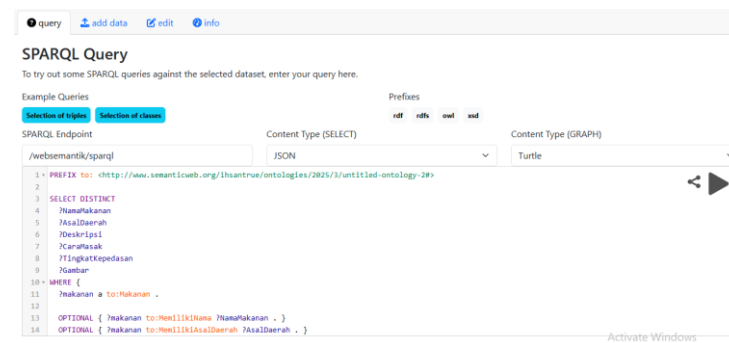 query add data edit info
SPARQL Query
To try out some SPARQL queries against the selected dataset, enter your query here.
Example Queries Prefixes
Selection of triples Selection of classes rdf rdfs owl xsd
SPARQL Endpoint Content Type (SELECT) Content Type (GRAPH)
/websemantik/sparql JSON Turtle
1 PREFIX to: <http://www.semanticweb.org/ihsantrue/ontologies/2025/3/untitled-ontology-2#>
2
3 SELECT DISTINCT
4 ?NamaMakanan
5 ?AsalDaerah
6 ?Deskripsi
7 ?CaraMasak
8 ?TingkatKepedasan
9 ?Gambar
10 WHERE {
11 ?makanan a to:Makanan .
12
13 OPTIONAL { ?makanan to:MemilikiNama ?NamaMakanan . }
14 OPTIONAL { ?makanan to:MemilikiAsalDaerah ?AsalDaerah . }
Activate Windows